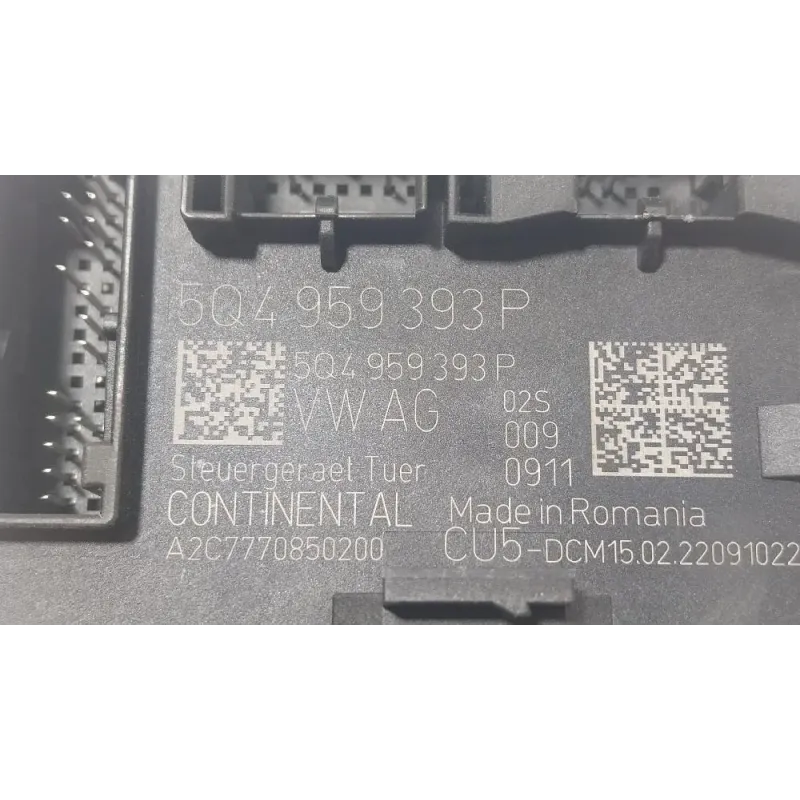 5Q4 959 393 P
5Q4 959 393 P
VW AG
02S
009
0911
Steuergeraet Tuer
CONTINENTAL
Made in Romania
A2C7770850200
CU5-DCM15.02.22091022